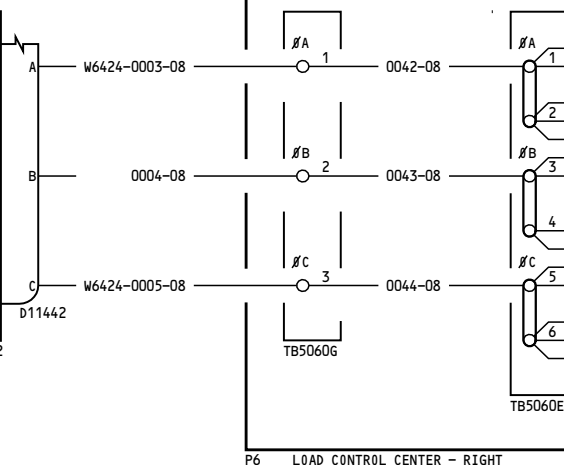 ØA ØA
A W6424-0003-08 1 0042-08 1
2
ØB ØB
B 0004-08 2 0043-08 3
4
ØC ØC
C W6424-0005-08 3 0044-08 5
D11442
6
TB5060G
TB5060E
P6 LOAD CONTROL CENTER - RIGHT